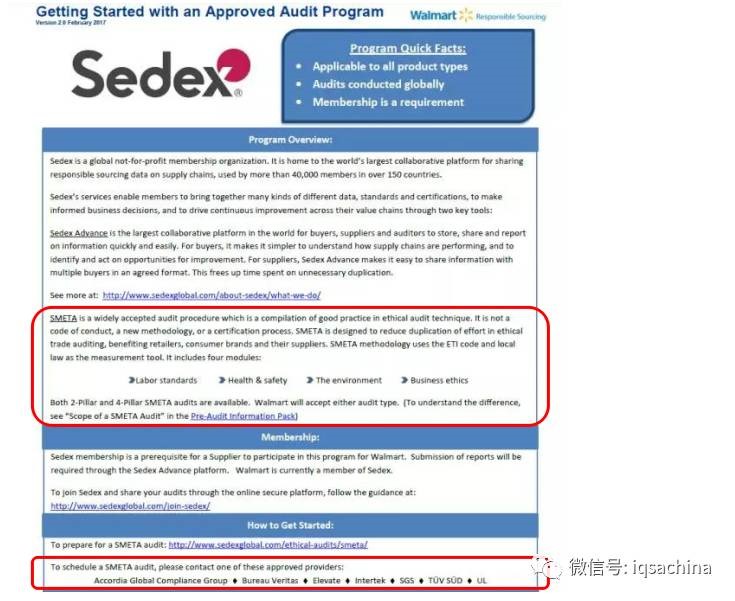 Getting Started with an Approved Audit Program
Version 2.0 February 2017
Walmart Responsible Sourcing
Sedex®
Program Quick Facts:
• Applicable to all product types
• Audits conducted globally
• Membership is a requirement
Program Overview:
Sedex is a global not-for-profit membership organization. It is home to the world's largest collaborative platform for sharing
responsible sourcing data on supply chains, used by more than 40,000 members in over 150 countries.
Sedex's services enable members to bring together many kinds of different data, standards and certifications, to make
informed business decisions, and to drive continuous improvement across their value chains through two key tools:
Sedex Advance is the largest collaborative platform in the world for buyers, suppliers and auditors to store, share and report
on information quickly and easily. For buyers, it makes it simpler to understand how supply chains are performing, and to
identify and act on opportunities for improvement. For suppliers, Sedex Advance makes it easy to share information with
multiple buyers in an agreed format. This frees up time spent on unnecessary duplication.
See more at: http://www.sedexglobal.com/about-sedex/what-we-do/
SMETA is a widely accepted audit procedure which is a compilation of good practice in ethical audit technique. It is not a
code of conduct, a new methodology, or a certification process. SMETA is designed to reduce duplication of effort in ethical
trade auditing, benefiting retailers, consumer brands and their suppliers. SMETA methodology uses the ETI code and local
law as the measurement tool. It includes four modules:
Labor standards Health & safety The environment Business ethics
Both 2-Pillar and 4-Pillar SMETA audits are available. Walmart will accept either audit type. (To understand the difference,
see "Scope of a SMETA Audit" in the Pre-Audit Information Pack)
Membership:
Sedex membership is a prerequisite for a Supplier to participate in this program for Walmart. Submission of reports will be
required through the Sedex Advance platform. Walmart is currently a member of Sedex.
To join Sedex and share your audits through the online secure platform, follow the guidance at:
http://www.sedexglobal.com/join-sedex/
How to Get Started:
To prepare for a SMETA audit: http://www.sedexglobal.com/ethical-audits/smeta/
To schedule a SMETA audit, please contact one of these approved providers:
Accordia Global Compliance Group ♦ Bureau Veritas ♦ Elevate ♦ Intertek ♦ SGS ♦ TÜV SÜD ♦ UL
微信号: iqsachina